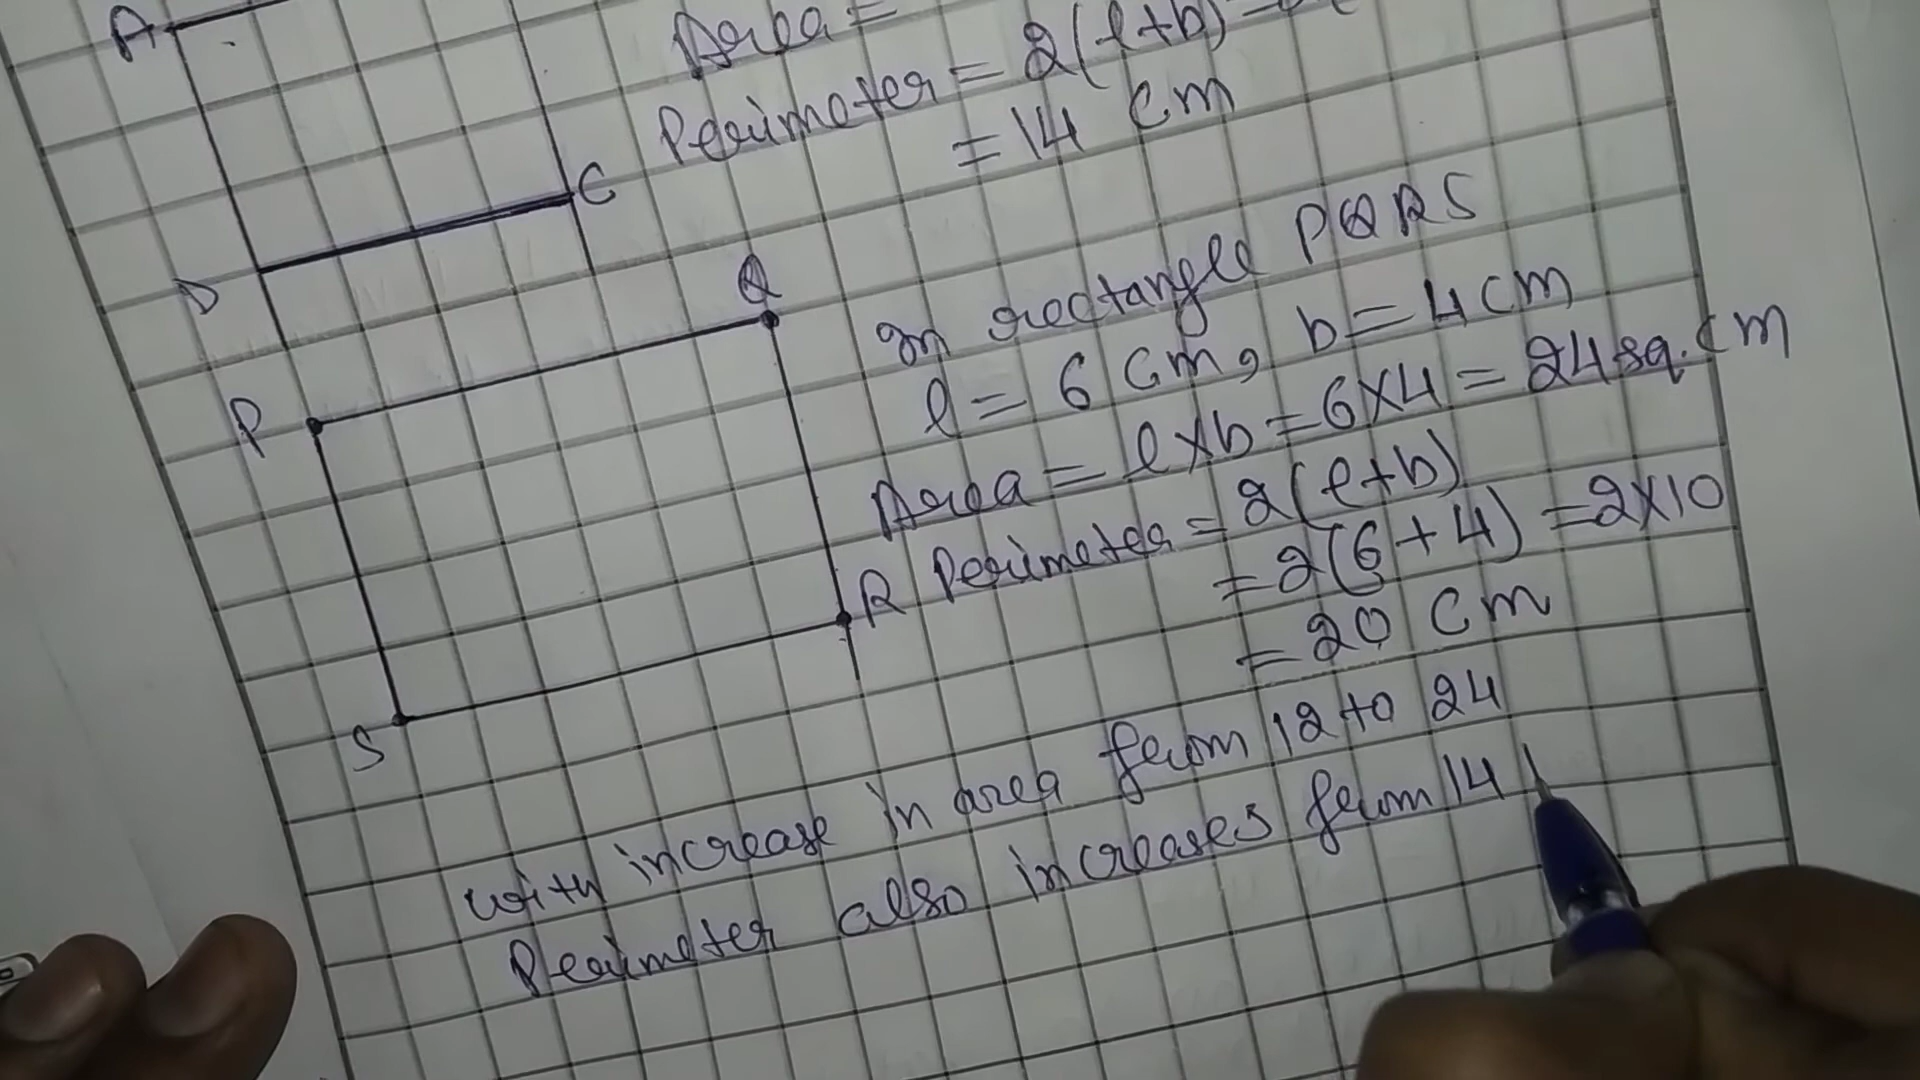 A
Area =
Perimeter = 2(l+b) =
= 14 cm
C
D
In rectangle PQRS
Q
l = 6 cm, b = 4 cm
P
Area = l×b = 6×4 = 24 sq. cm
Perimeter = 2(l+b)
= 2(6+4) = 2×10
R
= 20 cm
S
with increase in area from 12 to 24
Perimeter also increases from 14